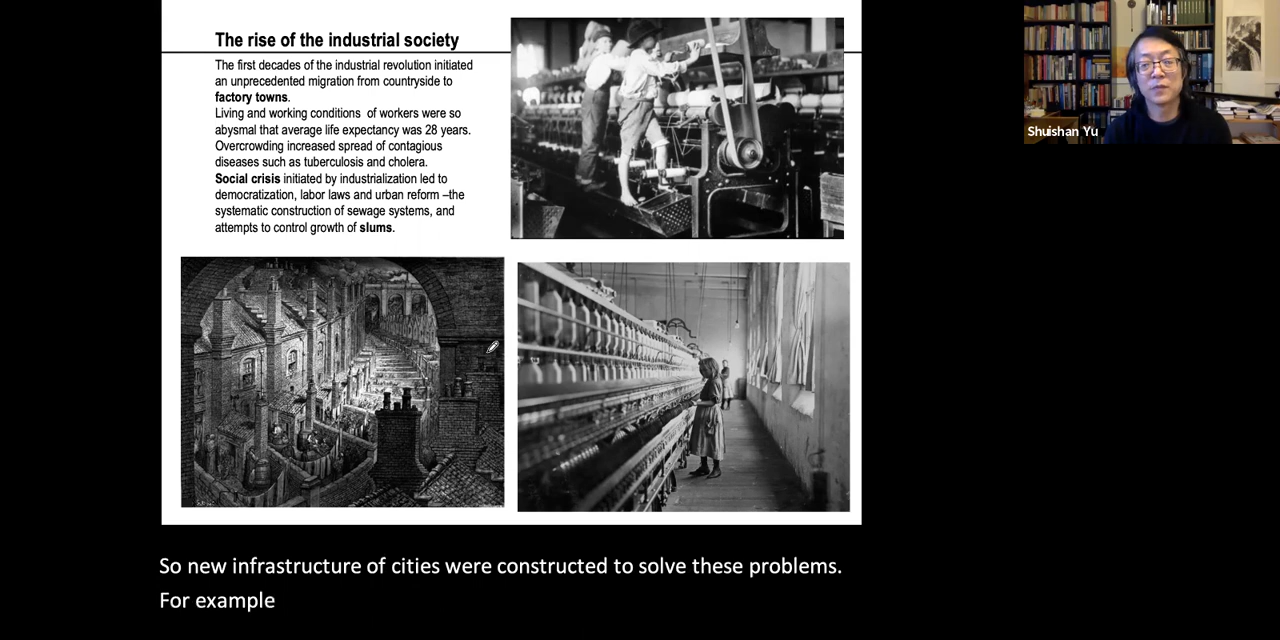 The rise of the industrial society
The first decades of the industrial revolution initiated
an unprecedented migration from countryside to
factory towns.
Living and working conditions of workers were so
abysmal that average life expectancy was 28 years.
Overcrowding increased spread of contagious
diseases such as tuberculosis and cholera.
Social crisis initiated by industrialization led to
democratization, labor laws and urban reform –the
systematic construction of sewage systems, and
attempts to control growth of slums.
Shuishan Yu
So new infrastructure of cities were constructed to solve these problems.
For example